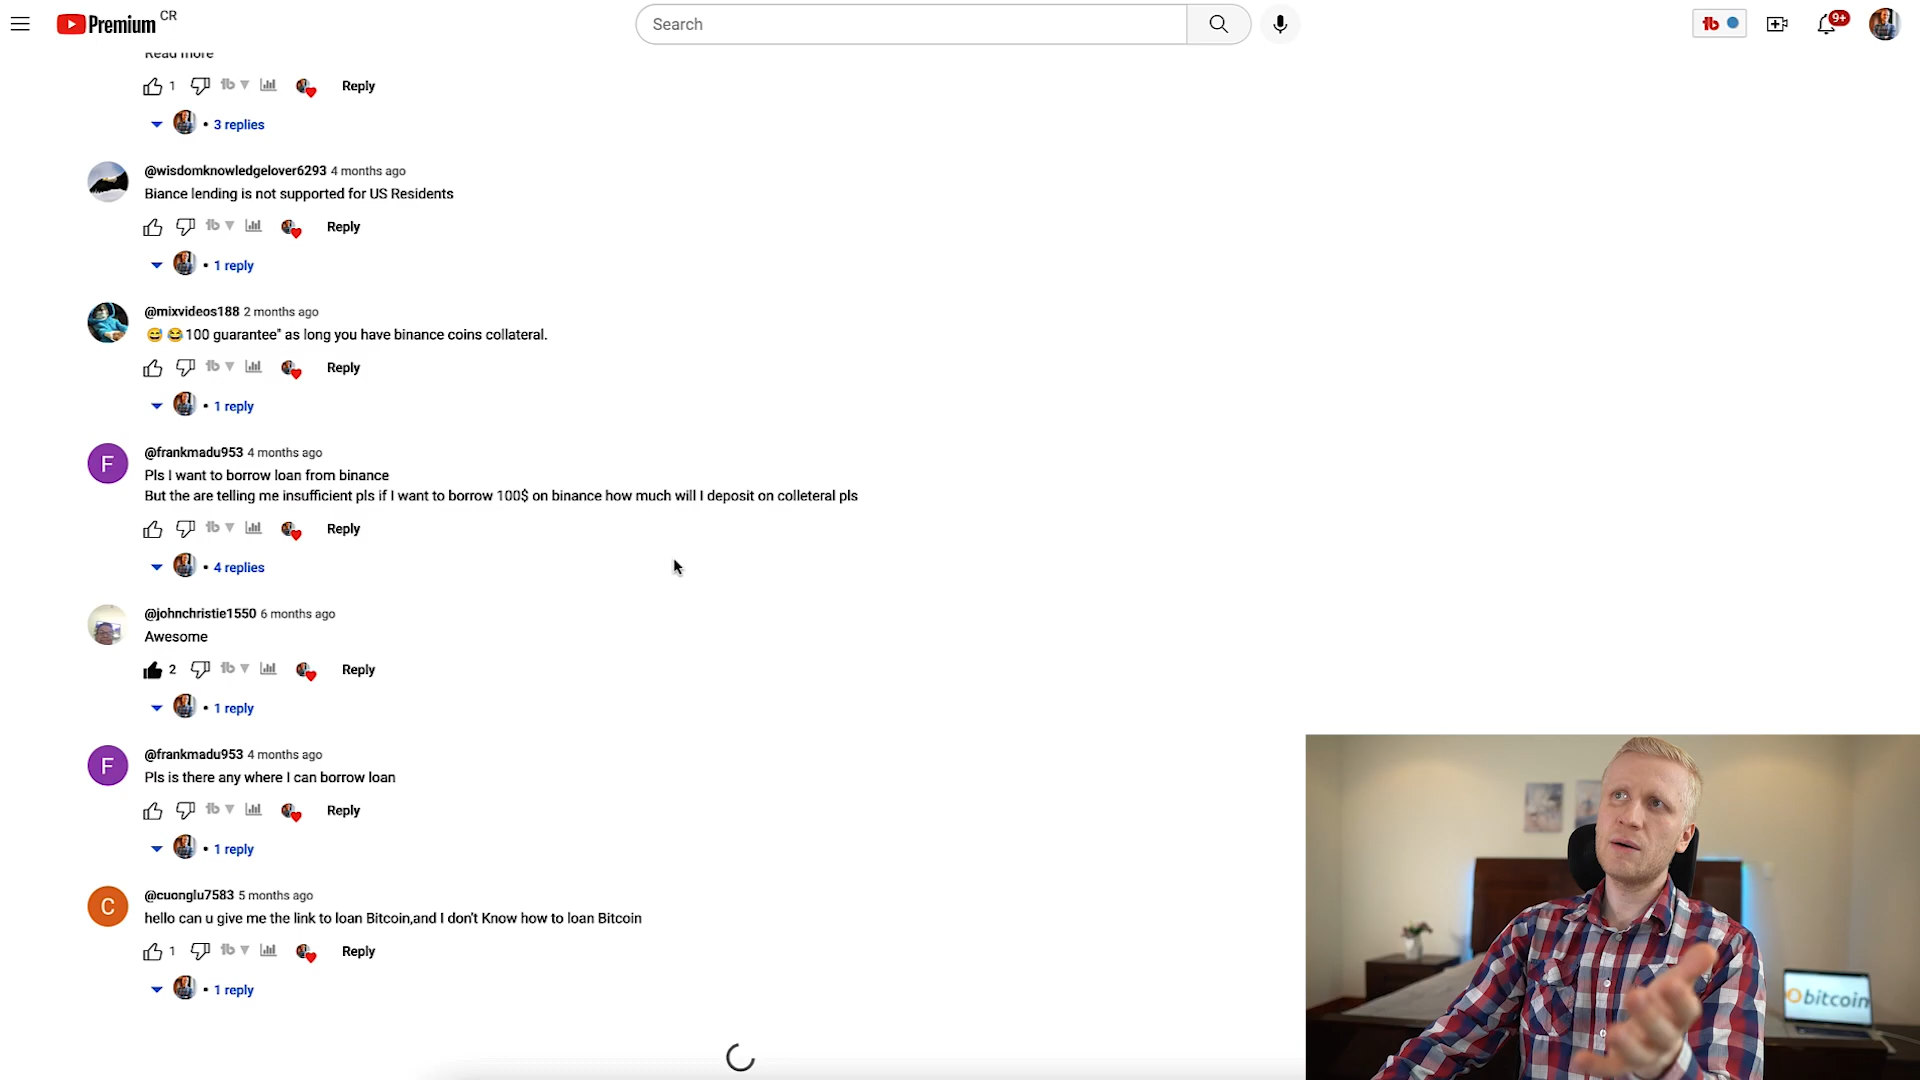 Premium CR
Search
9+
Read more
1
Reply
• 3 replies
@wisdomknowledgelover6293 4 months ago
Biance lending is not supported for US Residents
Reply
• 1 reply
@mixvideos188 2 months ago
😅😂100 guarantee" as long you have binance coins collateral.
Reply
• 1 reply
F
@frankmadu953 4 months ago
Pls I want to borrow loan from binance
But the are telling me insufficient pls if I want to borrow 100$ on binance how much will I deposit on colleteral pls
Reply
• 4 replies
@johnchristie1550 6 months ago
Awesome
2
Reply
• 1 reply
F
@frankmadu953 4 months ago
Pls is there any where I can borrow loan
Reply
• 1 reply
C
@cuonglu7583 5 months ago
hello can u give me the link to loan Bitcoin,and I don't Know how to loan Bitcoin
1
Reply
• 1 reply
bitcoin